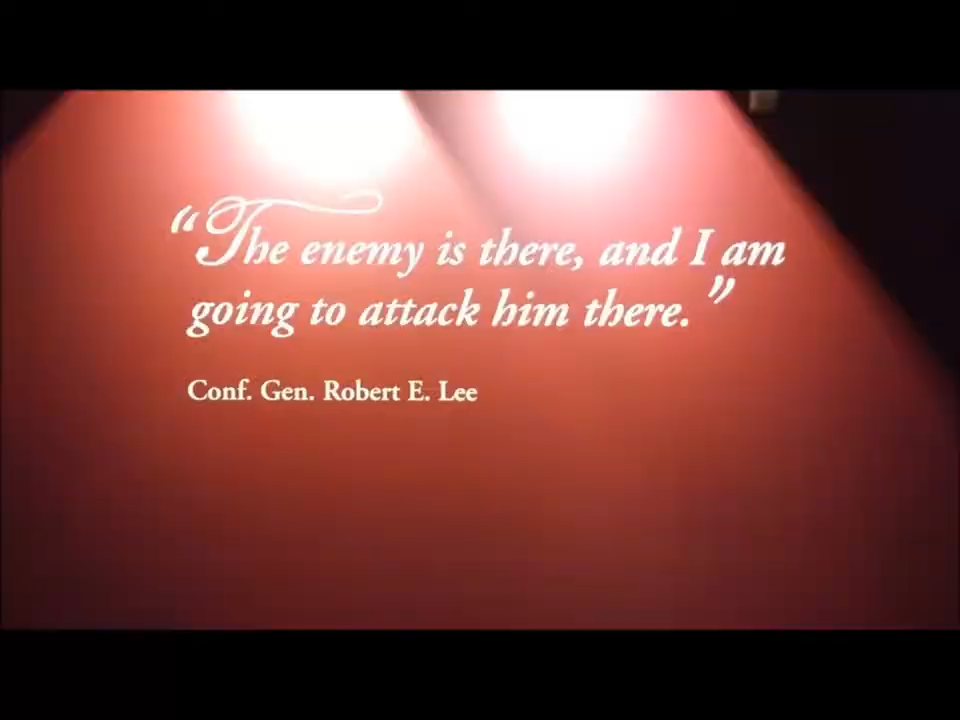 “The enemy is there, and I am
going to attack him there.”
Conf. Gen. Robert E. Lee